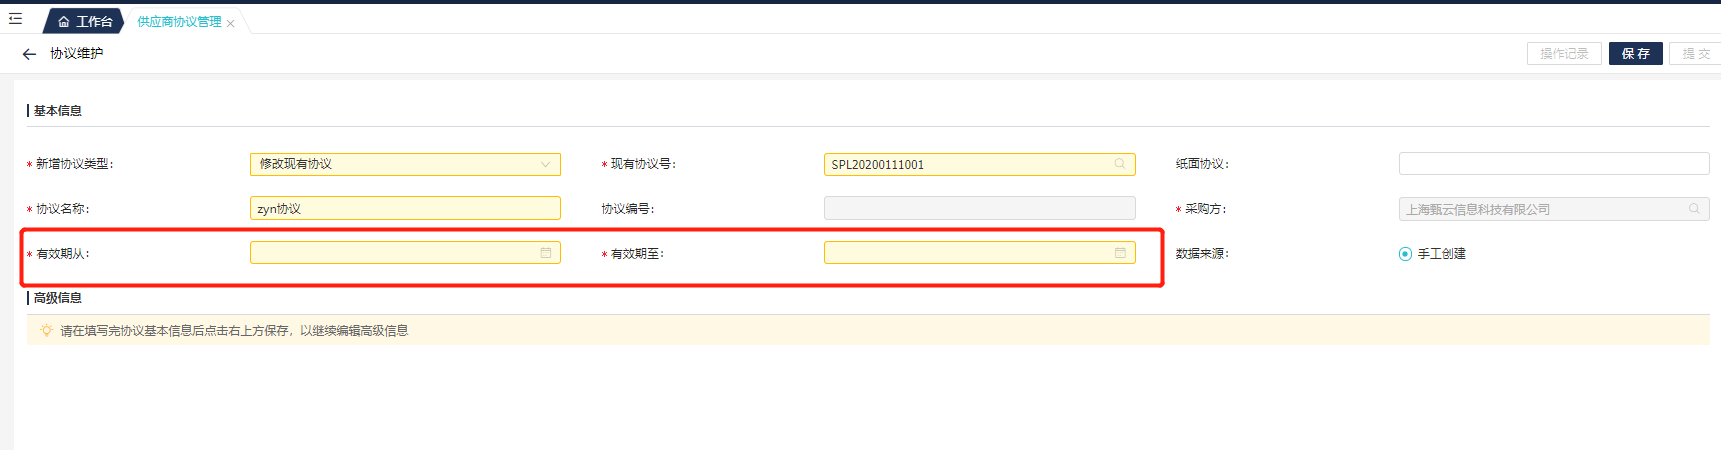 工作台 供应商协议管理
协议维护 操作记录 保存 提交
基本信息
* 新增协议类型: 修改现有协议 * 现有协议号: SPL20200111001 纸面协议:
* 协议名称: zyn协议 协议编号: * 采购方: 上海甄云信息科技有限公司
* 有效期从: * 有效期至: 数据来源: 手工创建
高级信息
请在填写完协议基本信息后点击右上方保存，以继续编辑高级信息